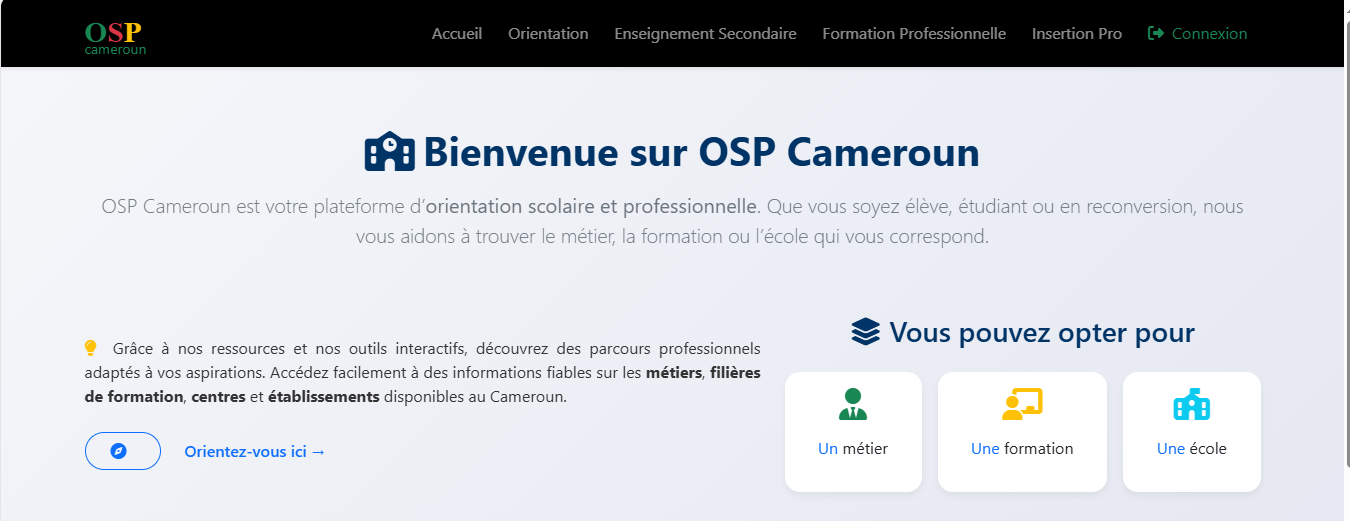 OSP
cameroun
Accueil Orientation Enseignement Secondaire Formation Professionnelle Insertion Pro Connexion
Bienvenue sur OSP Cameroun
OSP Cameroun est votre plateforme d’orientation scolaire et professionnelle. Que vous soyez élève, étudiant ou en reconversion, nous
vous aidons à trouver le métier, la formation ou l’école qui vous correspond.
Grâce à nos ressources et nos outils interactifs, découvrez des parcours professionnels
adaptés à vos aspirations. Accédez facilement à des informations fiables sur les métiers, filières
de formation, centres et établissements disponibles au Cameroun.
Orientez-vous ici →
Vous pouvez opter pour
Un métier
Une formation
Une école